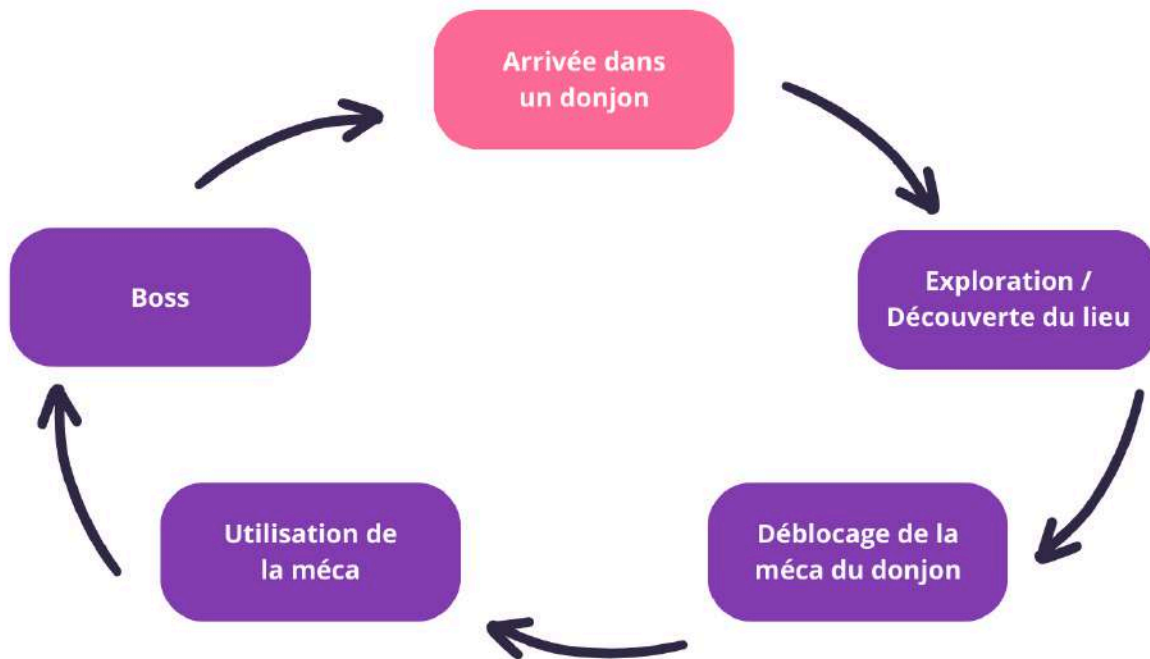 Arrivée dans
un donjon
Exploration /
Découverte du lieu
Déblocage de la
méca du donjon
Utilisation de
la méca
Boss